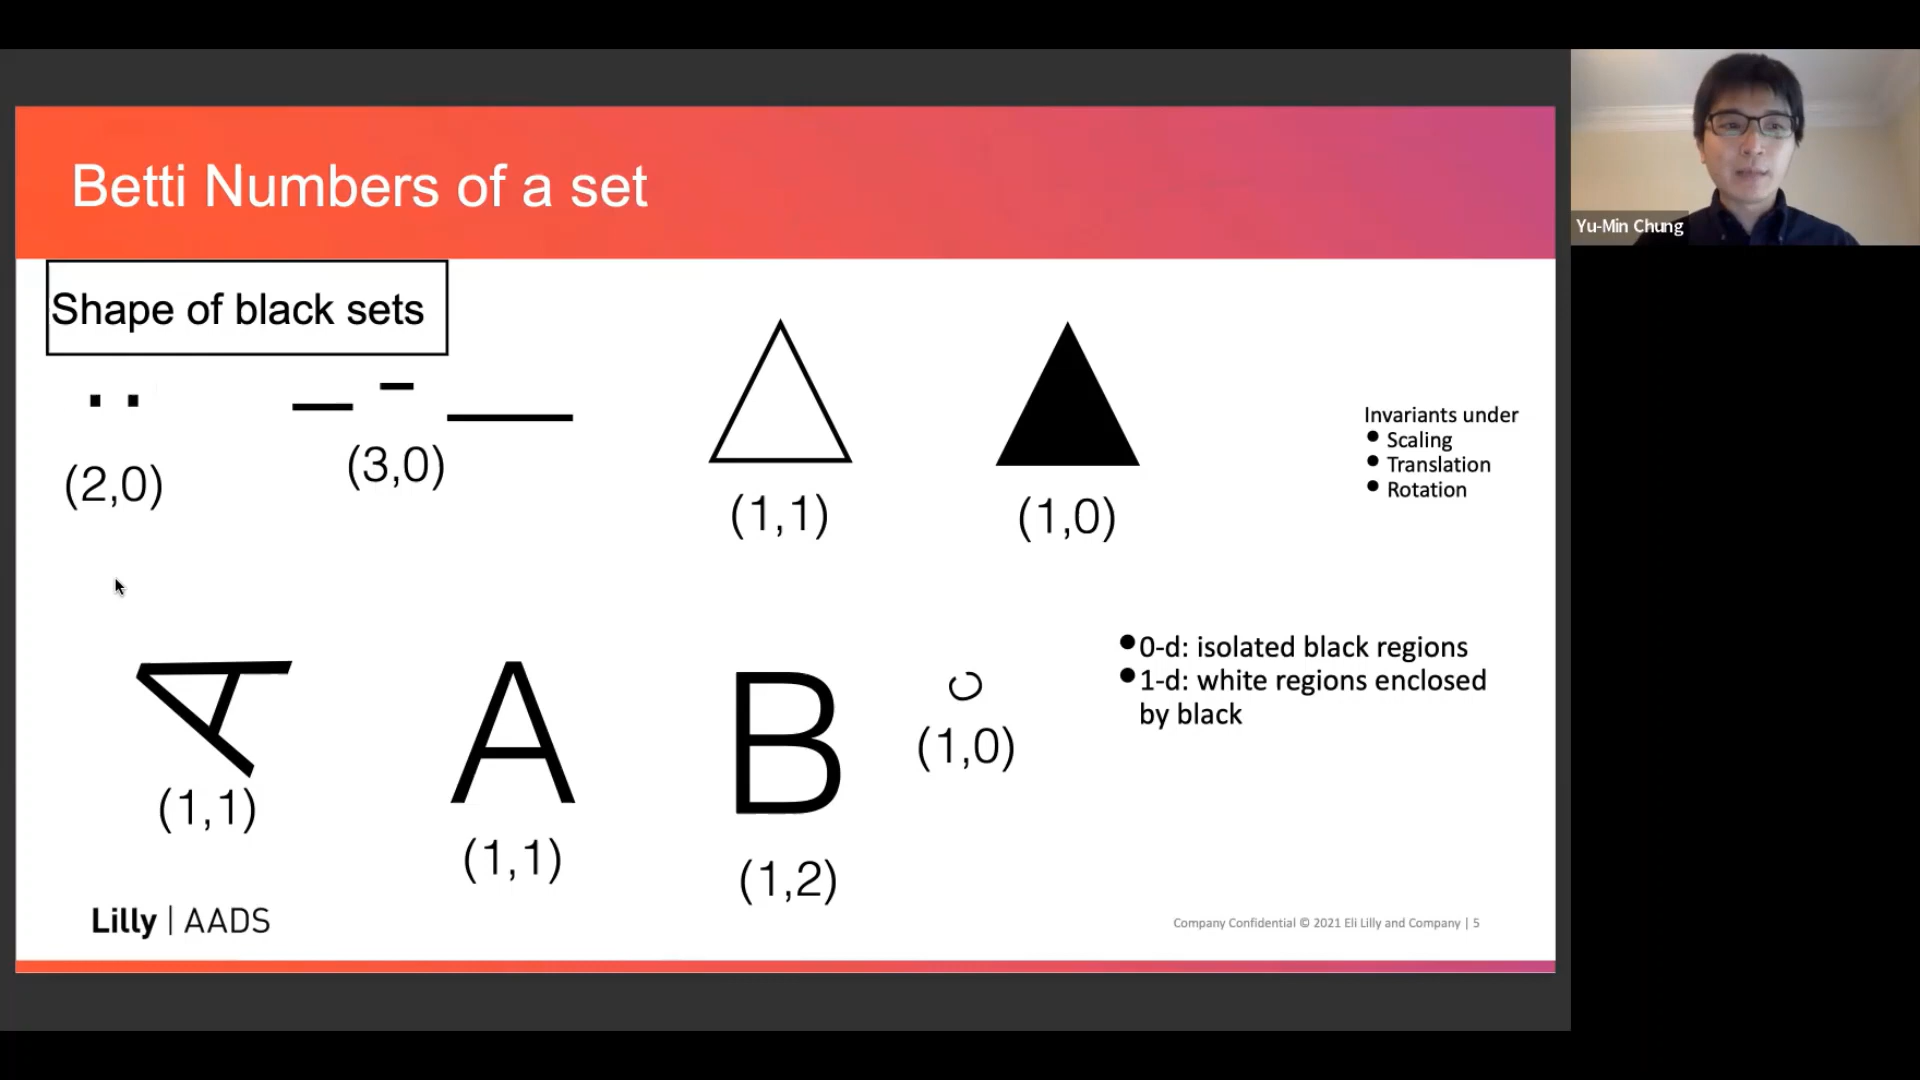 Betti Numbers of a set
Yu-Min Chung
Shape of black sets
(2,0)
(3,0)
(1,1)
(1,0)
Invariants under
• Scaling
• Translation
• Rotation
A
(1,1)
A
(1,1)
B
(1,2)
C
(1,0)
• 0-d: isolated black regions
• 1-d: white regions enclosed
by black
Lilly | AADS
Company Confidential © 2021 Eli Lilly and Company | 5